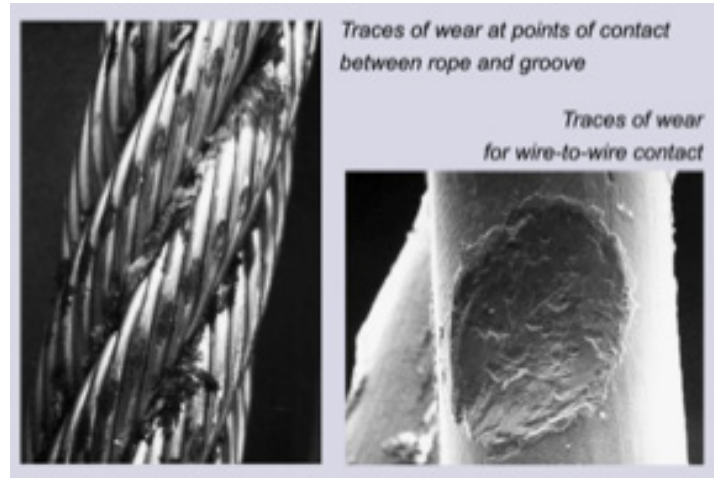 Traces of wear at points of contact
between rope and groove
Traces of wear
for wire-to-wire contact